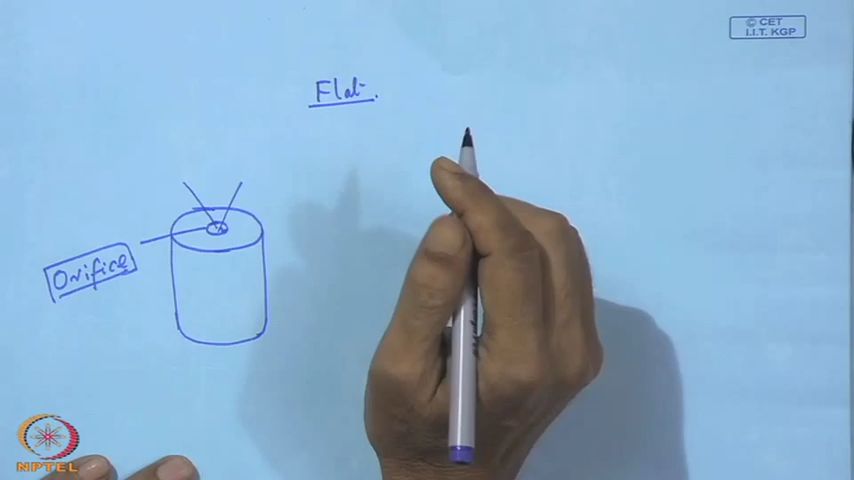 © CET
I.I.T. KGP
Flat.
Orifice
NPTEL